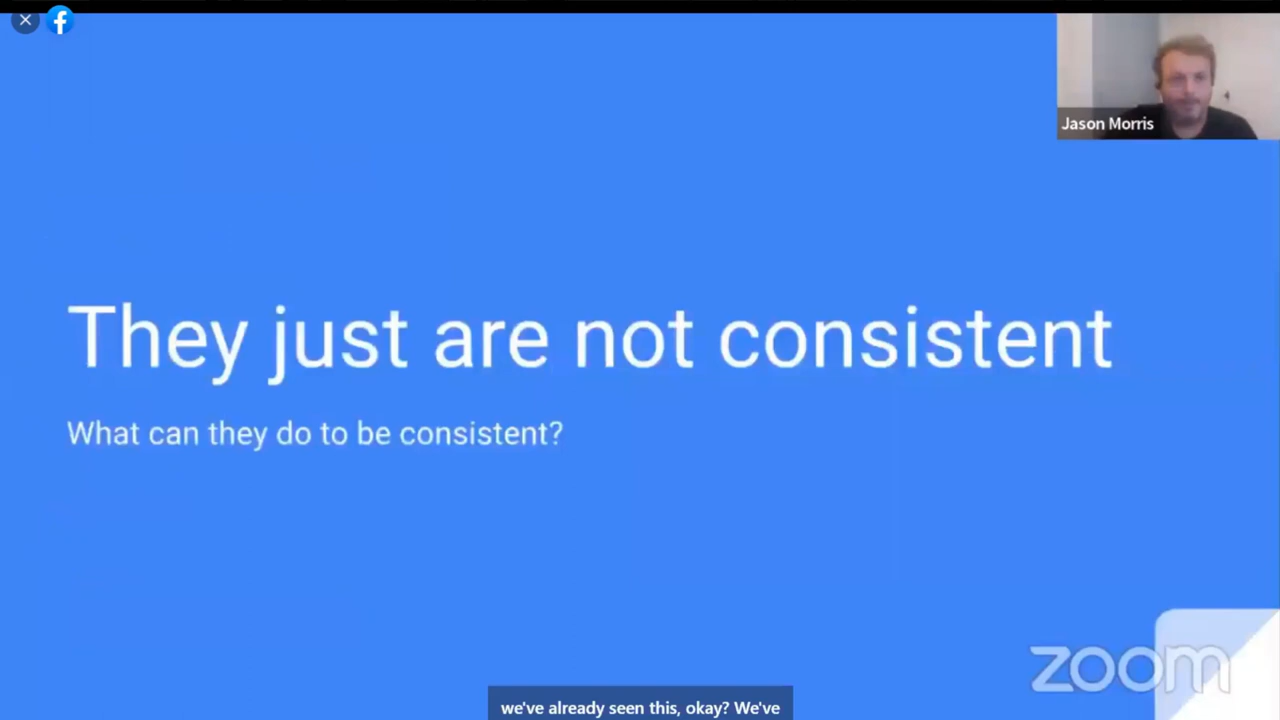 Jason Morris
They just are not consistent
What can they do to be consistent?
zoom
we've already seen this, okay? We've